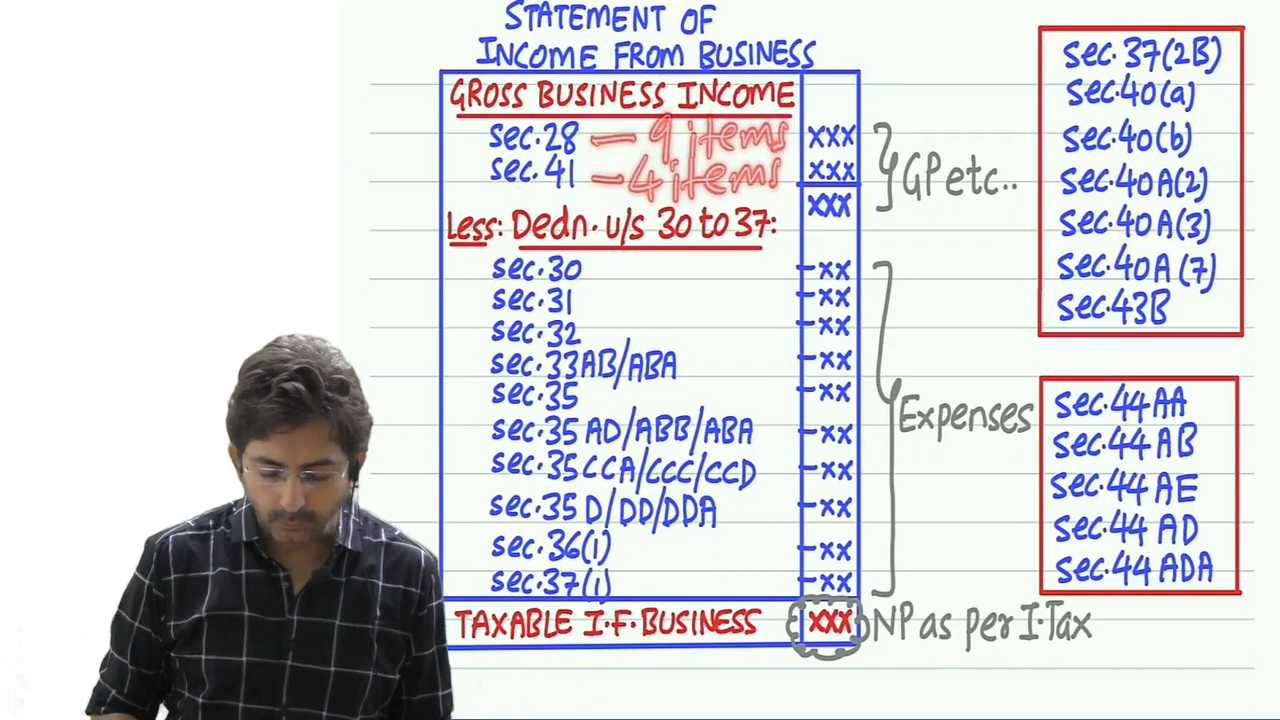 STATEMENT OF
INCOME FROM BUSINESS
GROSS BUSINESS INCOME
sec.28 — 9 items xxx
sec.41 — 4 items xxx
GP etc..
xxx
Less: Dedn. u/s 30 to 37:
sec.30 -xx
sec.31 -xx
sec.32 -xx
sec.33AB/ABA -xx
sec.35 -xx
Expenses
sec.35 AD/ABB/ABA -xx
sec.35 CCA/CCC/CCD -xx
sec.35 D/DD/DDA -xx
sec.36(1) -xx
sec.37(1) -xx
TAXABLE I.F. BUSINESS xxx NP as per I.Tax
sec.37(2B)
sec.40(a)
sec.40(b)
sec.40A(2)
sec.40A(3)
sec.40A(7)
sec.43B
sec.44AA
sec.44AB
sec.44AE
sec.44AD
sec.44ADA